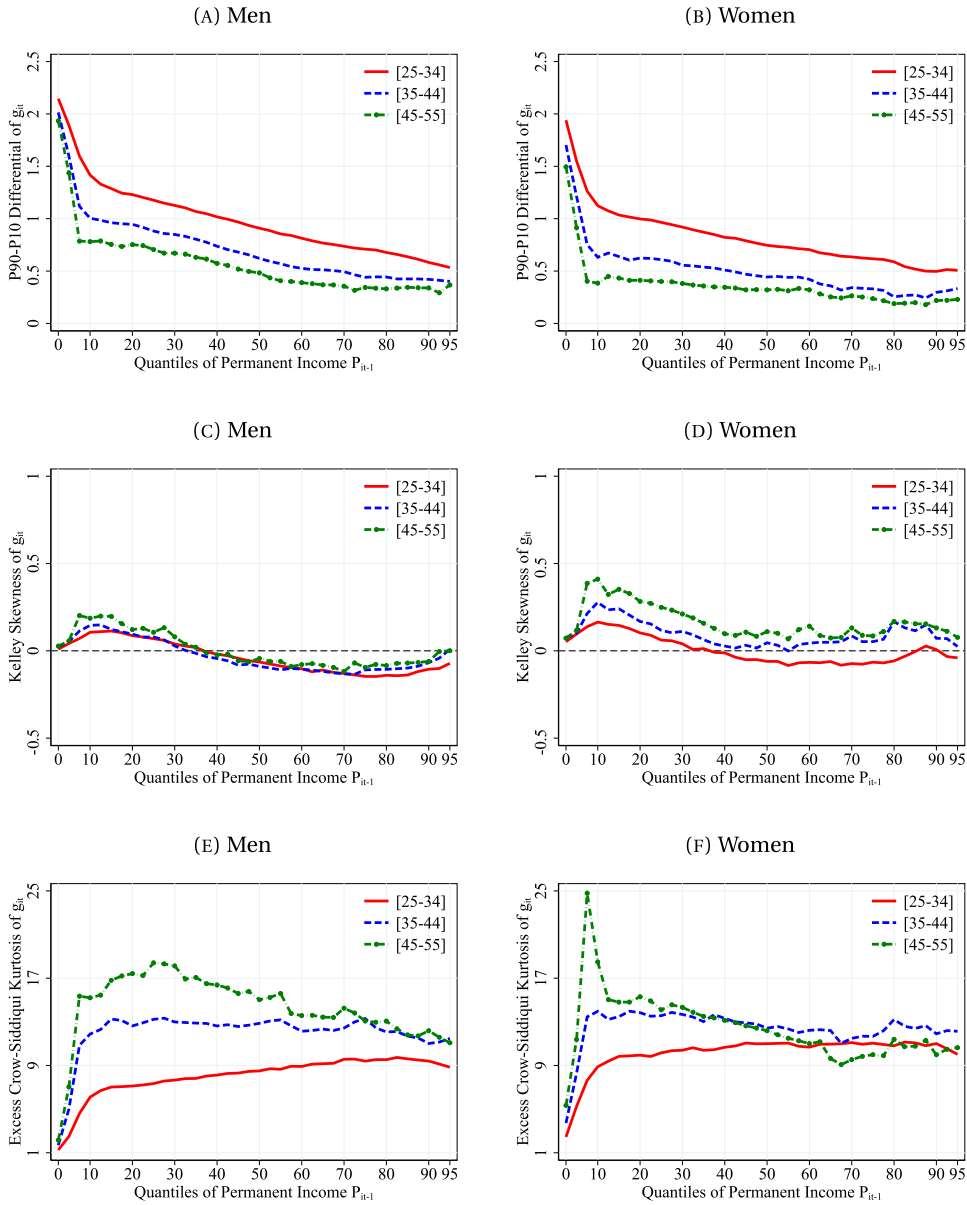 (A) Men
(B) Women
P90-P10 Differential of g_it
2.5
2
1.5
1
0.5
0
[25-34]
[35-44]
[45-55]
0 10 20 30 40 50 60 70 80 90 95
Quantiles of Permanent Income P_it-1
P90-P10 Differential of g_it
2.5
2
1.5
1
0.5
0
[25-34]
[35-44]
[45-55]
0 10 20 30 40 50 60 70 80 90 95
Quantiles of Permanent Income P_it-1
(C) Men
(D) Women
Kelley Skewness of g_it
1
0.5
0
-0.5
[25-34]
[35-44]
[45-55]
0 10 20 30 40 50 60 70 80 90 95
Quantiles of Permanent Income P_it-1
Kelley Skewness of g_it
1
0.5
0
-0.5
[25-34]
[35-44]
[45-55]
0 10 20 30 40 50 60 70 80 90 95
Quantiles of Permanent Income P_it-1
(E) Men
(F) Women
Excess Crow-Siddiqui Kurtosis of g_it
25
17
9
1
[25-34]
[35-44]
[45-55]
0 10 20 30 40 50 60 70 80 90 95
Quantiles of Permanent Income P_it-1
Excess Crow-Siddiqui Kurtosis of g_it
25
17
9
1
[25-34]
[35-44]
[45-55]
0 10 20 30 40 50 60 70 80 90 95
Quantiles of Permanent Income P_it-1